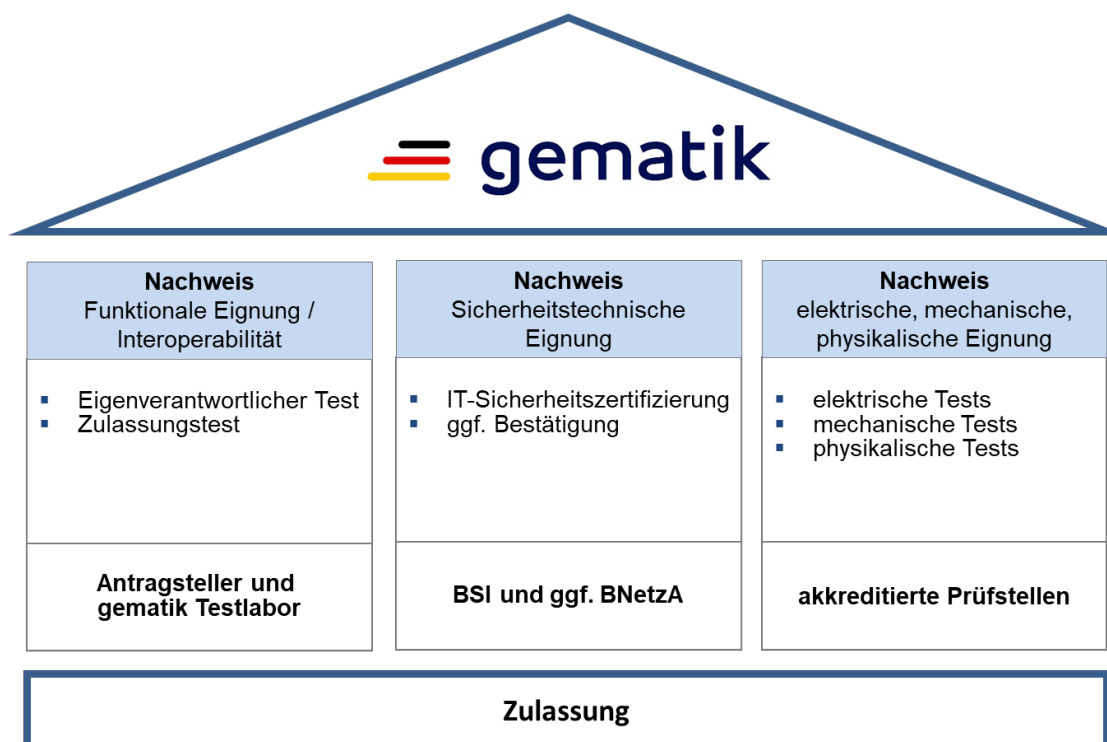 gematik
Nachweis
Funktionale Eignung /
Interoperabilität
▪ Eigenverantwortlicher Test
▪ Zulassungstest
Antragsteller und
gematik Testlabor
Nachweis
Sicherheitstechnische
Eignung
▪ IT-Sicherheitszertifizierung
▪ ggf. Bestätigung
BSI und ggf. BNetzA
Nachweis
elektrische, mechanische,
physikalische Eignung
▪ elektrische Tests
▪ mechanische Tests
▪ physikalische Tests
akkreditierte Prüfstellen
Zulassung